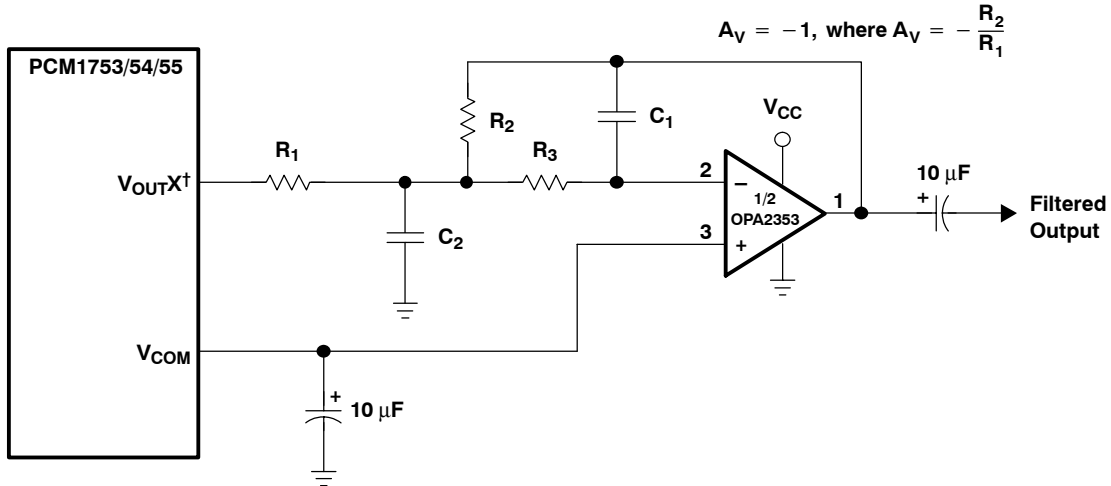 A_V = −1, where A_V = − R_2/R_1
PCM1753/54/55
V_CC
R_2
C_1
R_1
R_3
V_OUTX†
2
−
1/2
OPA2353
1
10 µF
+
Filtered
Output
C_2
3
+
V_COM
+
10 µF